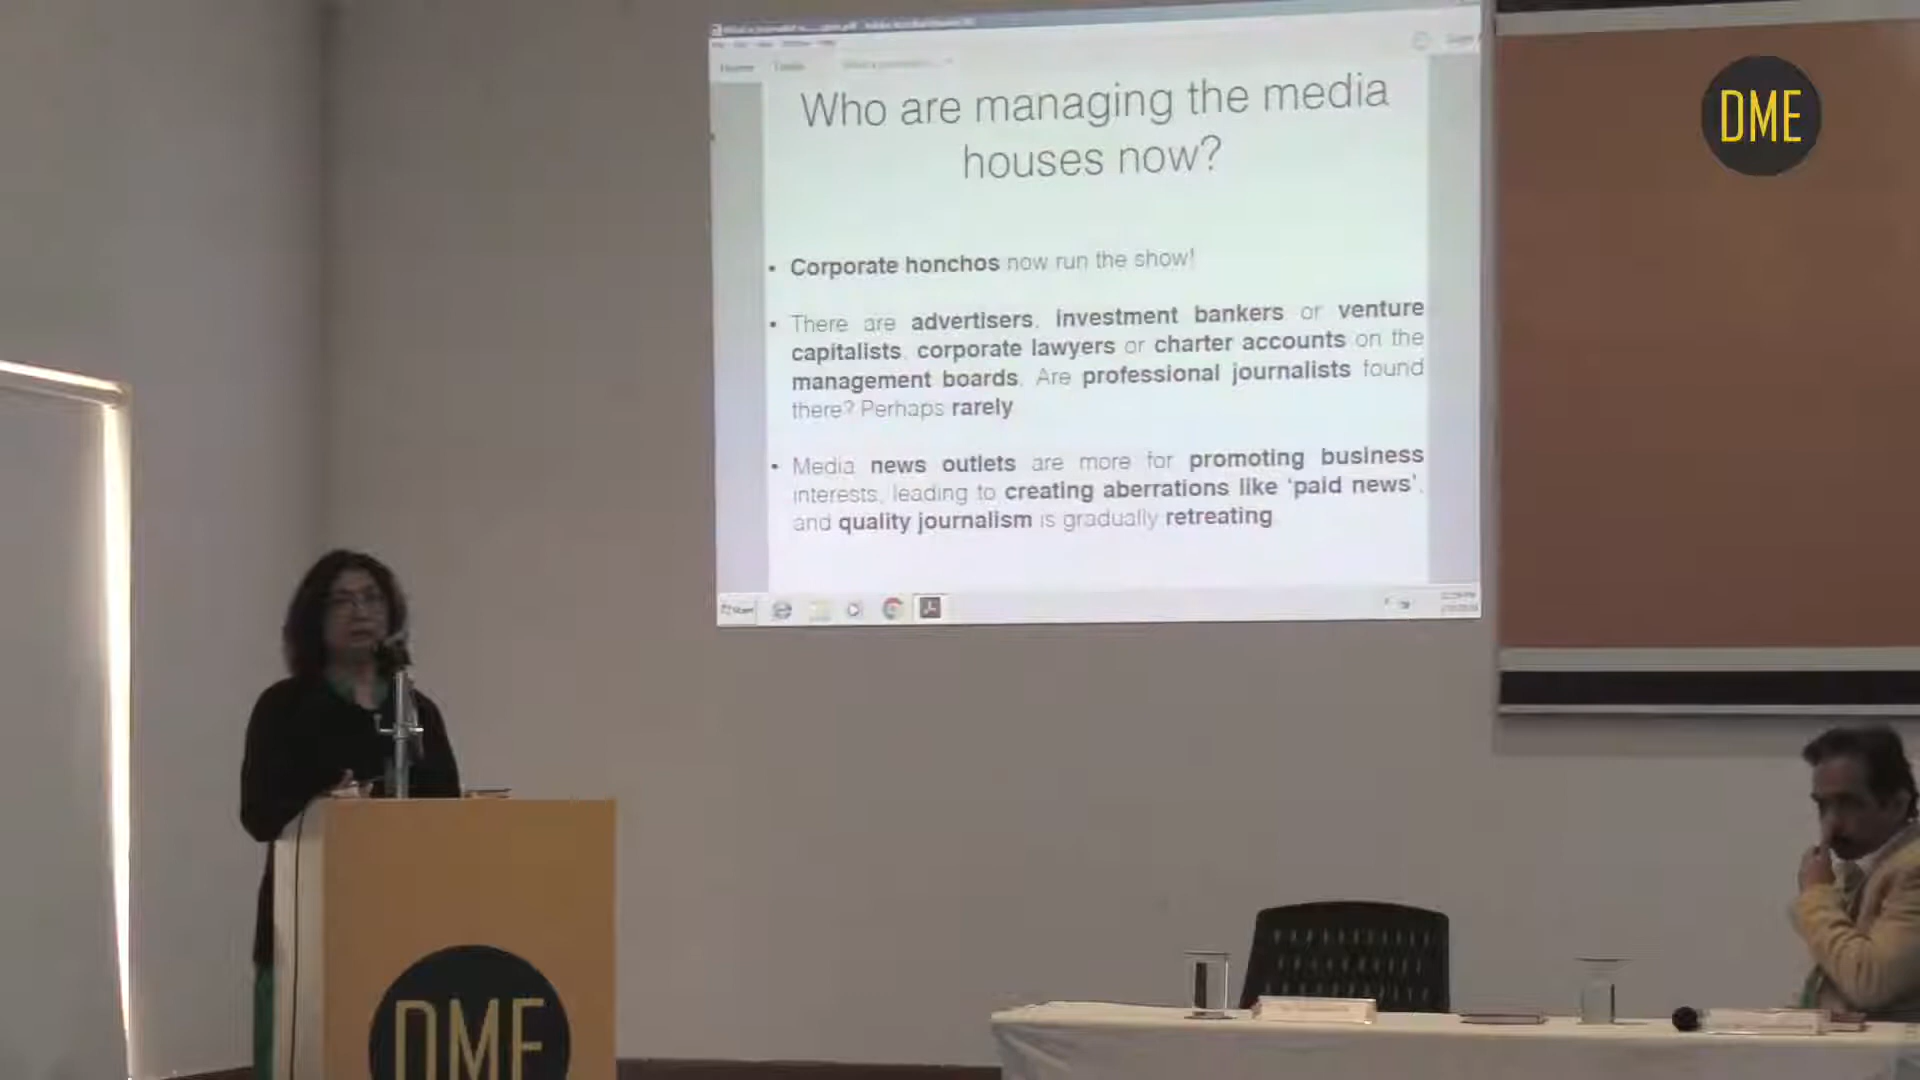 Who are managing the media
houses now?
• Corporate honchos now run the show!
• There are advertisers, investment bankers or venture
capitalists, corporate lawyers or charter accounts on the
management boards. Are professional journalists found
there? Perhaps rarely
• Media news outlets are more for promoting business
interests, leading to creating aberrations like ‘paid news’,
and quality journalism is gradually retreating
DME
Start
DME